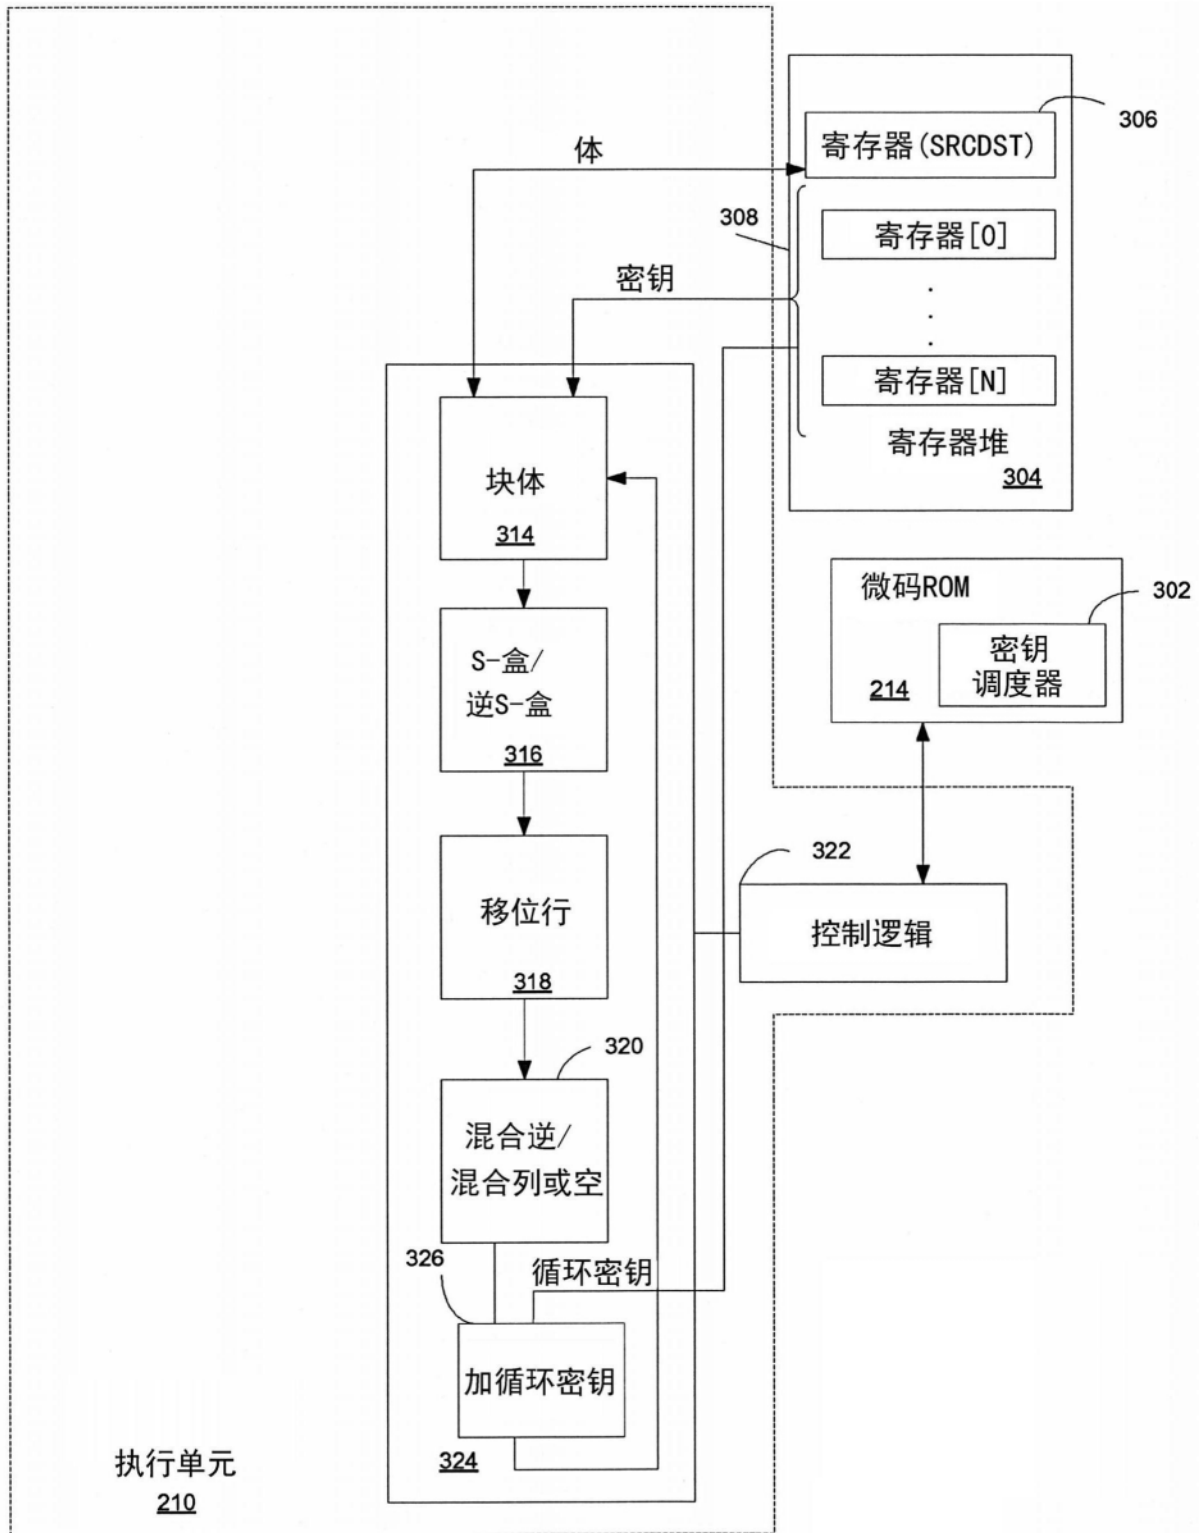 306
寄存器(SRCDST)
体
308
寄存器[0]
密钥
.
.
.
寄存器[N]
寄存器堆
304
块体
314
微码ROM
302
密钥
调度器
214
S-盒/
逆S-盒
316
322
移位行
控制逻辑
318
320
混合逆/
混合列或空
326
循环密钥
加循环密钥
324
执行单元
210